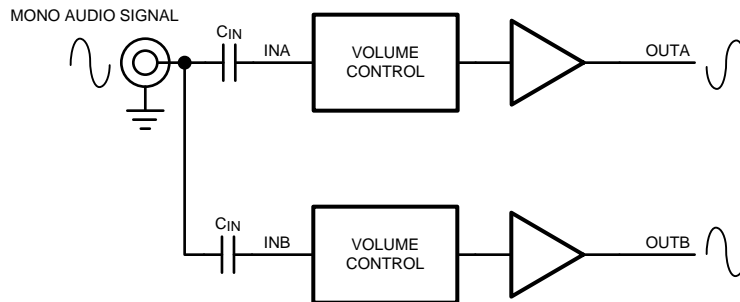 MONO AUDIO SIGNAL
CIN
INA
VOLUME
CONTROL
OUTA
CIN
INB
VOLUME
CONTROL
OUTB